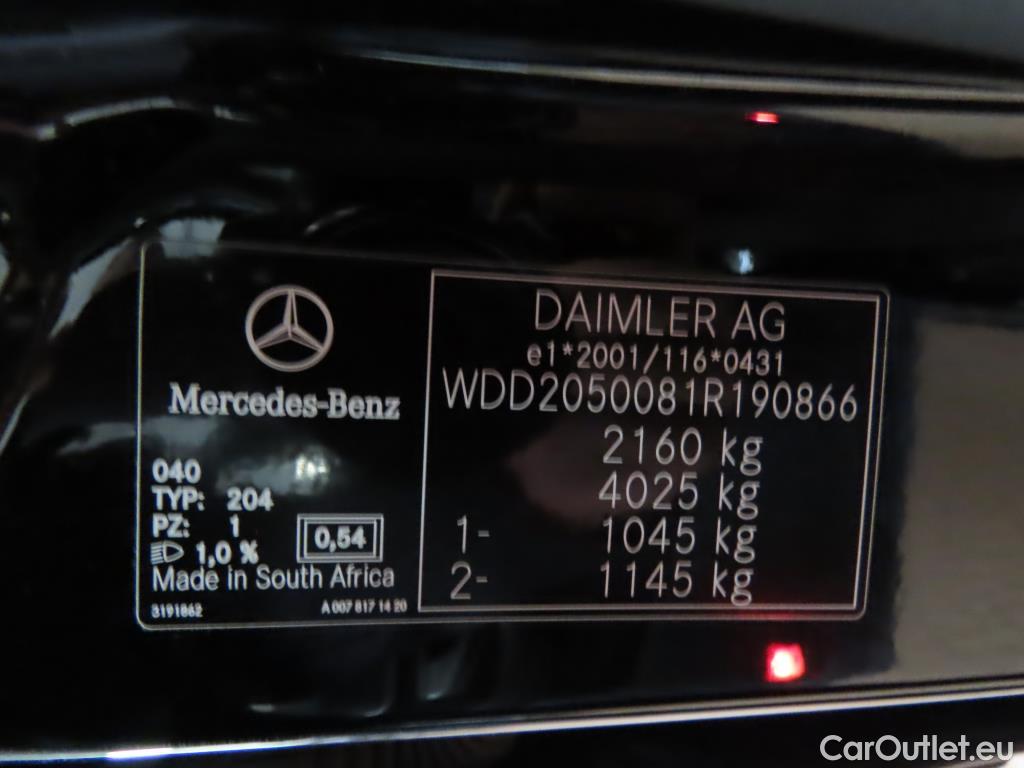 Mercedes-Benz
040
TYP: 204
PZ: 1
1,0 %
0,54
Made in South Africa
3191862
A 007 817 14 20
DAIMLER AG
e1*2001/116*0431
WDD2050081R190866
2160 kg
4025 kg
1- 1045 kg
2- 1145 kg
CarOutlet.eu